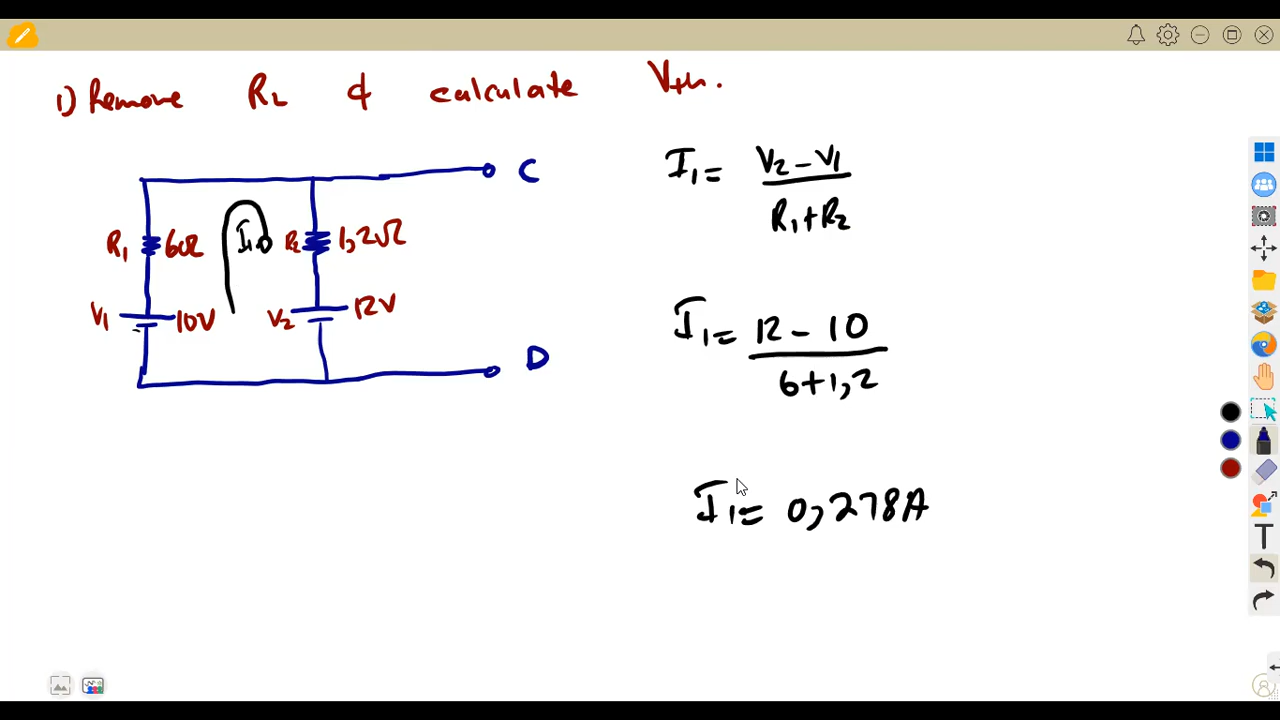 1) Remove R2 & calculate Vth.
I1 = V2 - V1
R1 + R2
C
R1 6Ω I1 R2 1,2Ω
V1 10V V2 12V
I1 = 12 - 10
6 + 1,2
D
I1 = 0,278A
T